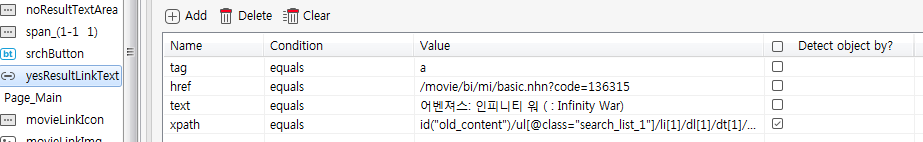 noResultTextArea
span_(1-1 1)
bt srchButton
yesResultLinkText
Page_Main
movieLinkIcon
movieLinkImg
Add Delete Clear
Name Condition Value Detect object by?
tag equals a
href equals /movie/bi/mi/basic.nhn?code=136315
text equals 어벤져스: 인피니티 워 ( : Infinity War)
xpath equals id("old_content")/ul[@class="search_list_1"]/li[1]/dl[1]/dt[1]/...